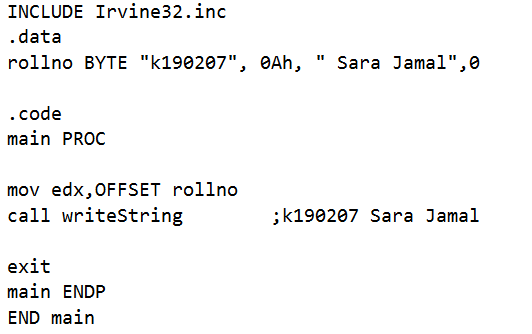 INCLUDE Irvine32.inc
.data
rollno BYTE "k190207", 0Ah, " Sara Jamal",0
.code
main PROC
mov edx,OFFSET rollno
call writeString ;k190207 Sara Jamal
exit
main ENDP
END main